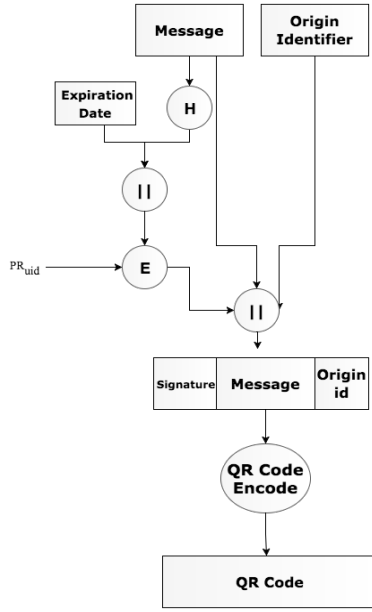 Message
Origin
Identifier
Expiration
Date
H
||
PRuid
E
||
Signature
Message
Origin
id
QR Code
Encode
QR Code